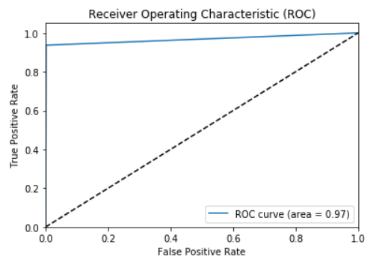 Receiver Operating Characteristic (ROC)
1.0
0.8
0.6
0.4
0.2
0.0
True Positive Rate
ROC curve (area = 0.97)
0.0 0.2 0.4 0.6 0.8 1.0
False Positive Rate